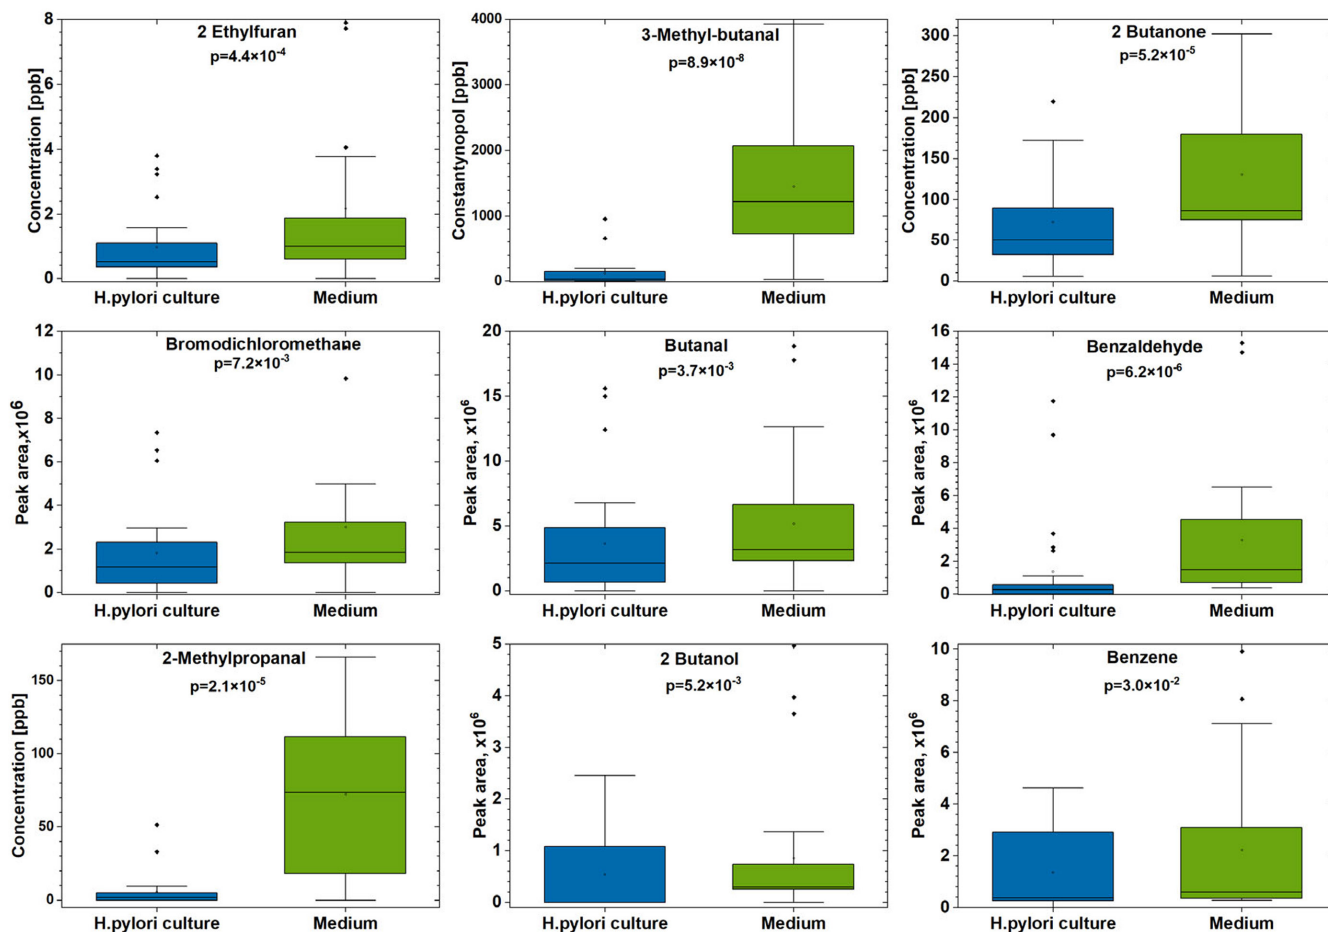 2 Ethylfuran
p=4.4×10⁻⁴
Concentration [ppb]
8
6
4
2
0
H.pylori culture
Medium
3-Methyl-butanal
p=8.9×10⁻⁸
Constantynopol [ppb]
4000
3000
2000
1000
0
H.pylori culture
Medium
2 Butanone
p=5.2×10⁻⁵
Concentration [ppb]
300
250
200
150
100
50
0
H.pylori culture
Medium
Bromodichloromethane
p=7.2×10⁻³
Peak area,x10⁶
12
10
8
6
4
2
0
H.pylori culture
Medium
Butanal
p=3.7×10⁻³
Peak area, x10⁶
20
15
10
5
0
H.pylori culture
Medium
Benzaldehyde
p=6.2×10⁻⁶
Peak area, x10⁶
16
14
12
10
8
6
4
2
0
H.pylori culture
Medium
2-Methylpropanal
p=2.1×10⁻⁵
Concentration [ppb]
150
100
50
0
H.pylori culture
Medium
2 Butanol
p=5.2×10⁻³
Peak area, x10⁶
5
4
3
2
1
0
H.pylori culture
Medium
Benzene
p=3.0×10⁻²
Peak area, x10⁶
10
8
6
4
2
0
H.pylori culture
Medium